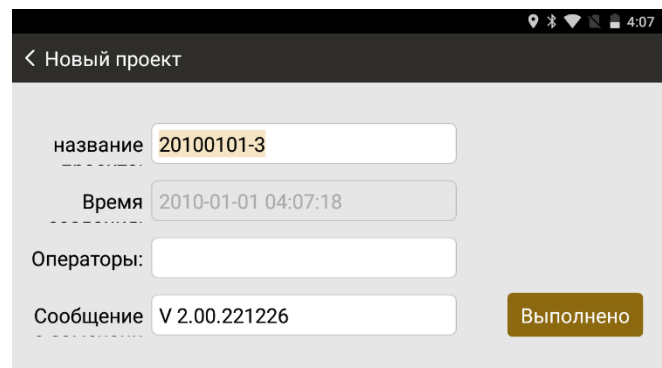 4:07
Новый проект
название 20100101-3
Время 2010-01-01 04:07:18
Операторы:
Сообщение V 2.00.221226
Выполнено